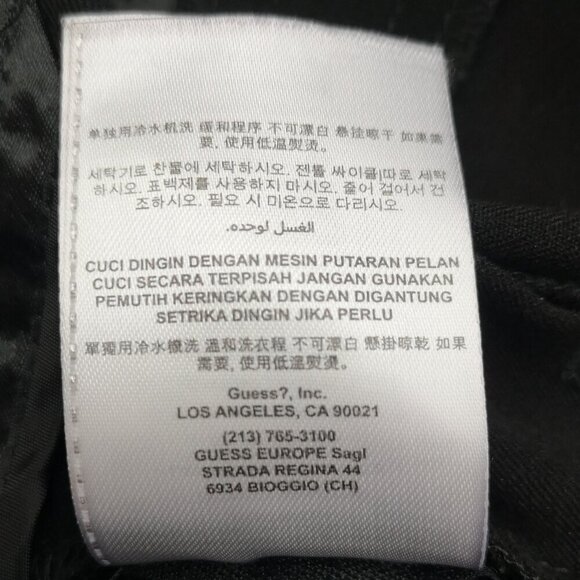 单独用冷水机洗 缓和程序 不可漂白 悬挂晾干 如果需
要, 使用低温熨烫。
세탁기로 찬물에 세탁하십시오. 젠틀 싸이클|따로 세탁
하십시오. 표백제를 사용하지 마십시오. 줄어 걸어서 건
조하십시오. 필요 시 미온으로 다리십시오.
الغسل لوحده.
CUCI DINGIN DENGAN MESIN PUTARAN PELAN
CUCI SECARA TERPISAH JANGAN GUNAKAN
PEMUTIH KERINGKAN DENGAN DIGANTUNG
SETRIKA DINGIN JIKA PERLU
單獨用冷水機洗 溫和洗衣程 不可漂白 懸掛晾乾 如果
需要, 使用低溫熨燙。
Guess?, Inc.
LOS ANGELES, CA 90021
(213) 765-3100
GUESS EUROPE Sagl
STRADA REGINA 44
6934 BIOGGIO (CH)